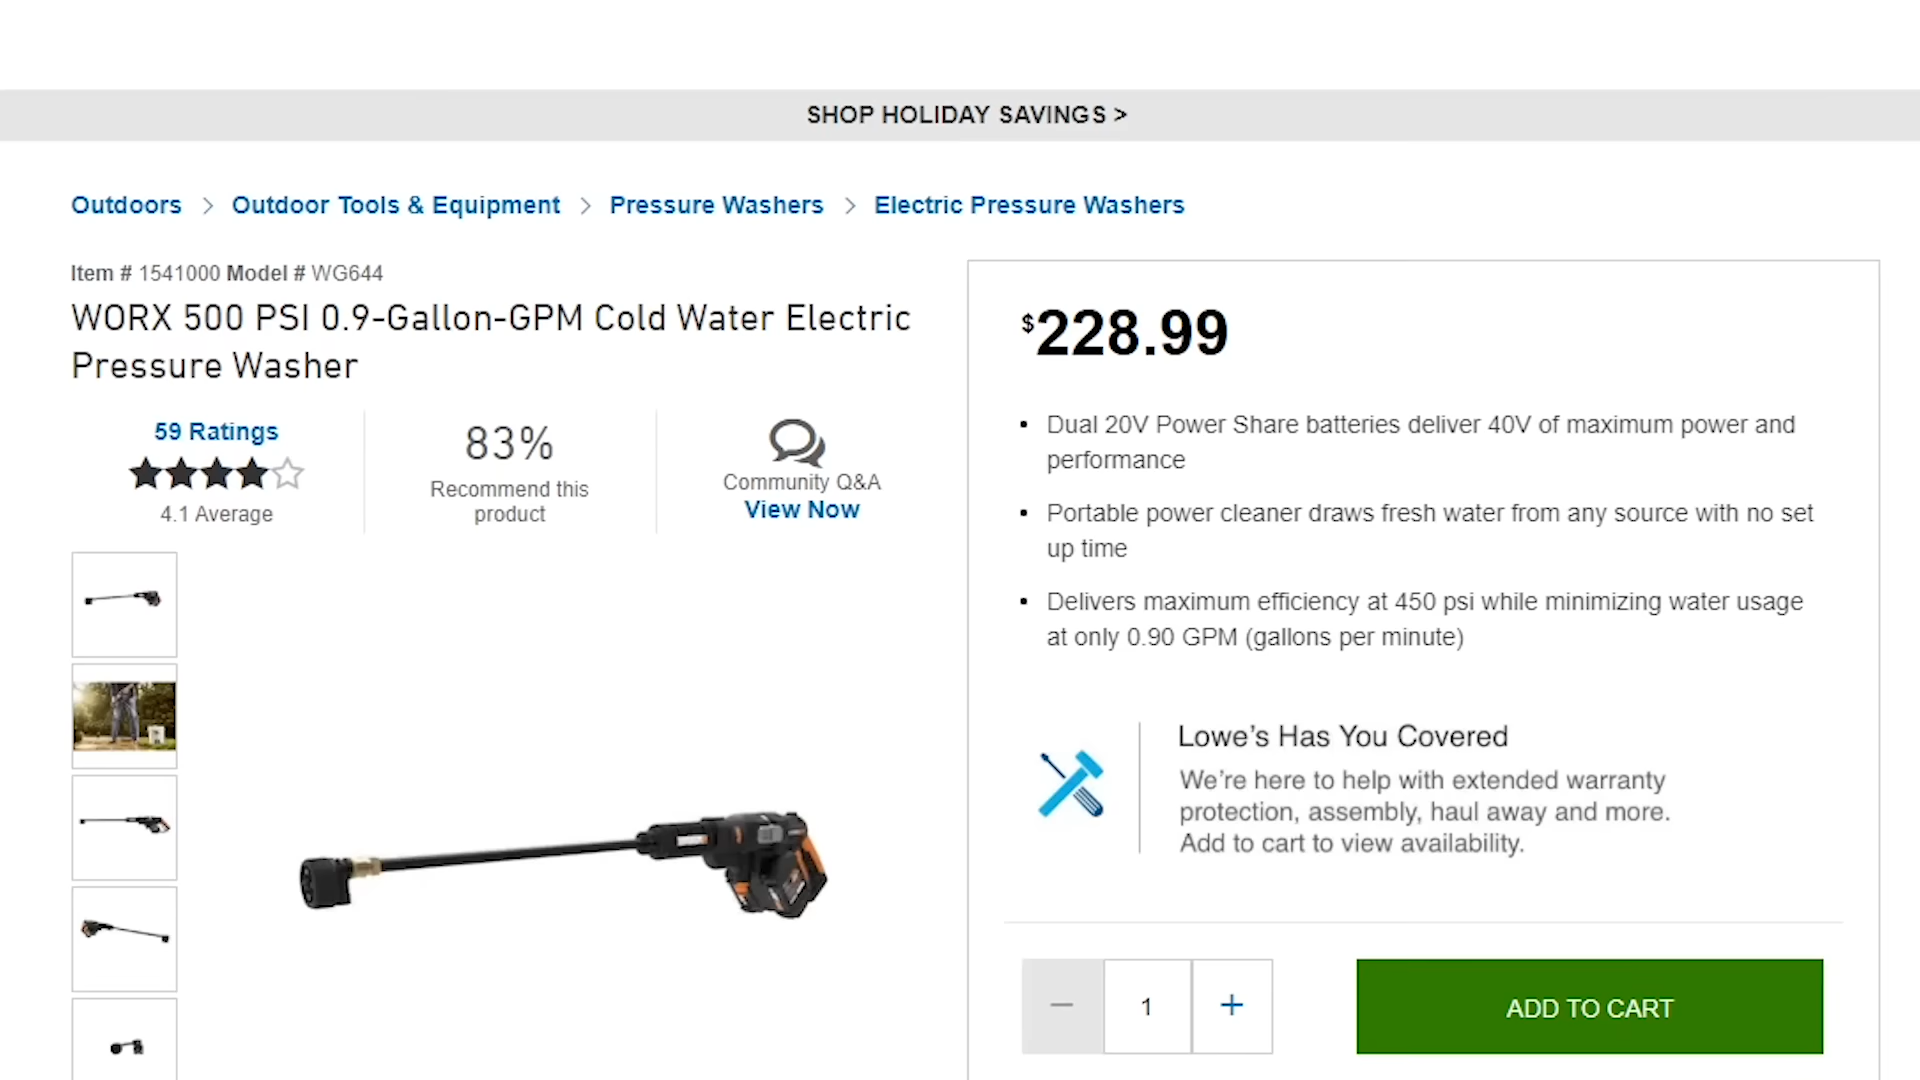 SHOP HOLIDAY SAVINGS >
Outdoors > Outdoor Tools & Equipment > Pressure Washers > Electric Pressure Washers
Item # 1541000 Model # WG644
WORX 500 PSI 0.9-Gallon-GPM Cold Water Electric
Pressure Washer
59 Ratings
4.1 Average
83%
Recommend this
product
Community Q&A
View Now
$228.99
• Dual 20V Power Share batteries deliver 40V of maximum power and
performance
• Portable power cleaner draws fresh water from any source with no set
up time
• Delivers maximum efficiency at 450 psi while minimizing water usage
at only 0.90 GPM (gallons per minute)
Lowe's Has You Covered
We're here to help with extended warranty
protection, assembly, haul away and more.
Add to cart to view availability.
− 1 +
ADD TO CART